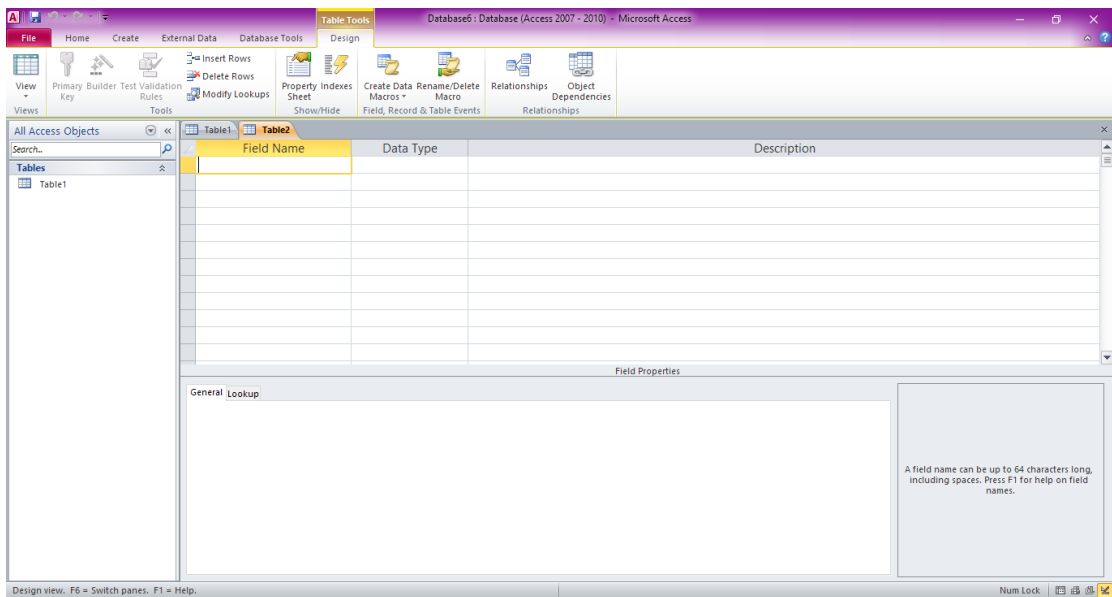 Table Tools
Database6 : Database (Access 2007 - 2010) - Microsoft Access
File Home Create External Data Database Tools Design
View
Primary Key
Builder
Test Validation Rules
Insert Rows
Delete Rows
Modify Lookups
Property Sheet
Indexes
Create Data Macros
Rename/Delete Macro
Relationships
Object Dependencies
Views Tools Show/Hide Field, Record & Table Events Relationships
All Access Objects
Search...
Tables
Table1
Table1 Table2
Field Name Data Type Description
Field Properties
General Lookup
A field name can be up to 64 characters long,
including spaces. Press F1 for help on field
names.
Design view. F6 = Switch panes. F1 = Help.
Num Lock